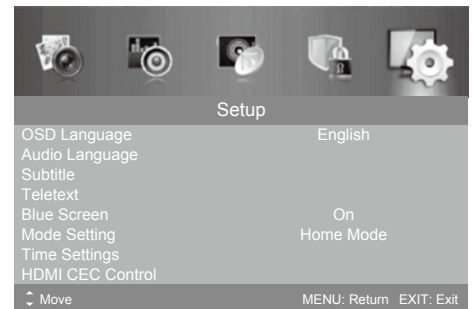 Setup
OSD Language English
Audio Language
Subtitle
Teletext
Blue Screen On
Mode Setting Home Mode
Time Settings
HDMI CEC Control
Move MENU: Return EXIT: Exit